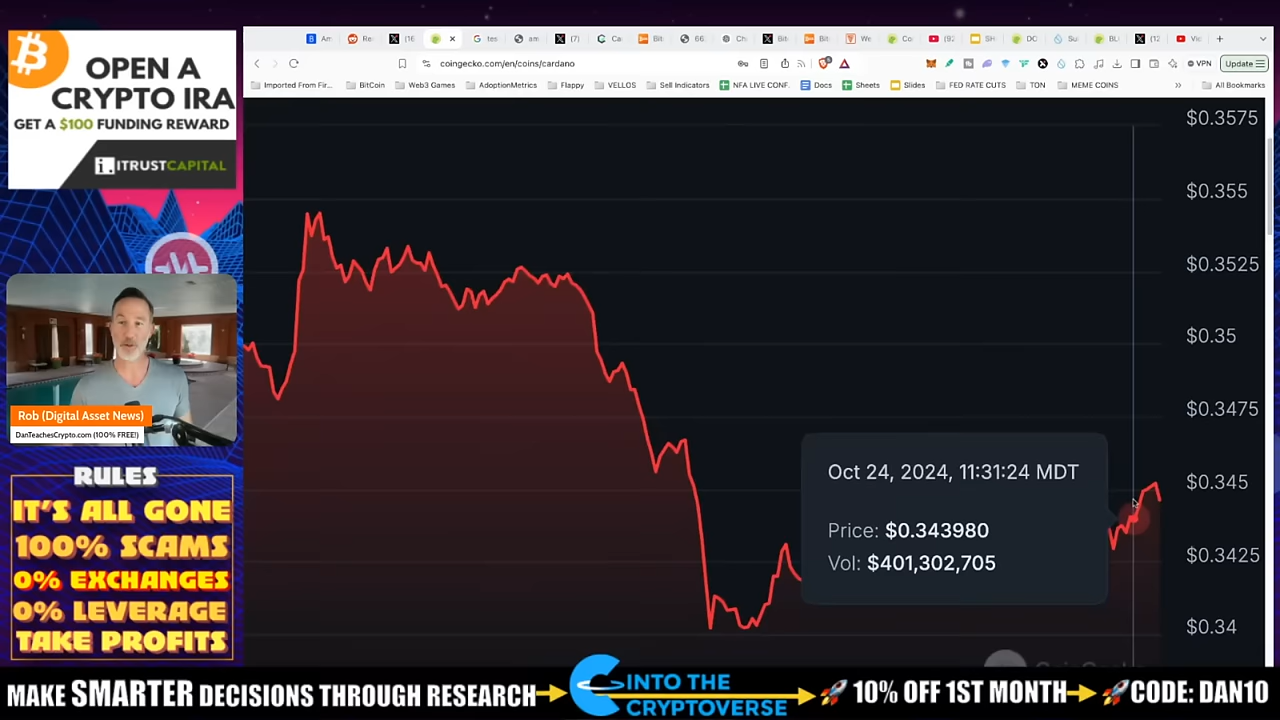 OPEN A
CRYPTO IRA
GET A $100 FUNDING REWARD
ITRUSTCAPITAL
Rob (Digital Asset News)
DanTeachesCrypto.com (100% FREE!)
RULES
IT'S ALL GONE
100% SCAMS
0% EXCHANGES
0% LEVERAGE
TAKE PROFITS
coingecko.com/en/coins/cardano
VPN
Update
Imported From Fir...
BitCoin
Web3 Games
AdoptionMetrics
Flappy
VELLOS
Sell Indicators
NFA LIVE CONF.
Docs
Sheets
Slides
FED RATE CUTS
TON
MEME COINS
»
All Bookmarks
$0.3575
$0.355
$0.3525
$0.35
$0.3475
$0.345
$0.3425
$0.34
Oct 24, 2024, 11:31:24 MDT
Price: $0.343980
Vol: $401,302,705
MAKE SMARTER DECISIONS THROUGH RESEARCH
INTO THE
CRYPTOVERSE
10% OFF 1ST MONTH
CODE: DAN10